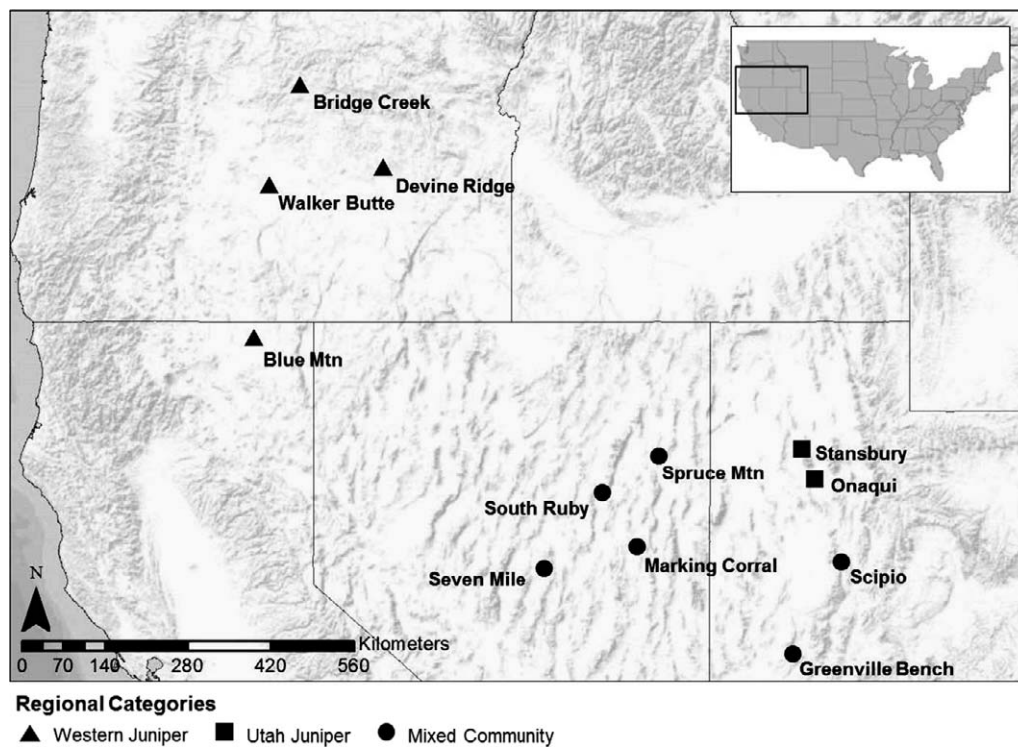 Bridge Creek
Devine Ridge
Walker Butte
Blue Mtn
Stansbury
Spruce Mtn
Onaqui
South Ruby
Marking Corral
Scipio
Seven Mile
N
Kilometers
0 70 140 280 420 560
Greenville Bench
Regional Categories
Western Juniper Utah Juniper Mixed Community